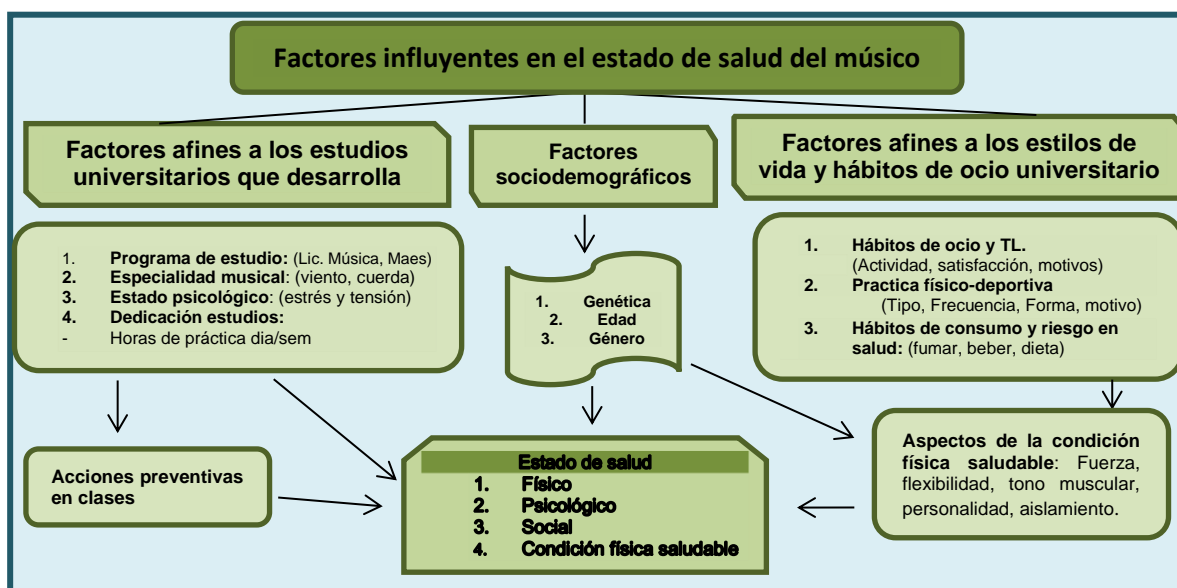 Factores influyentes en el estado de salud del músico
Factores afines a los estudios
universitarios que desarrolla
Factores
sociodemográficos
Factores afines a los estilos de
vida y hábitos de ocio universitario
1. Programa de estudio: (Lic. Música, Maes)
2. Especialidad musical: (viento, cuerda)
3. Estado psicológico: (estrés y tensión)
4. Dedicación estudios:
- Horas de práctica dia/sem
1. Genética
2. Edad
3. Género
1. Hábitos de ocio y TL.
(Actividad, satisfacción, motivos)
2. Practica físico-deportiva
(Tipo, Frecuencia, Forma, motivo)
3. Hábitos de consumo y riesgo en
salud: (fumar, beber, dieta)
Acciones preventivas
en clases
Estado de salud
1. Físico
2. Psicológico
3. Social
4. Condición física saludable
Aspectos de la condición
física saludable: Fuerza,
flexibilidad, tono muscular,
personalidad, aislamiento.